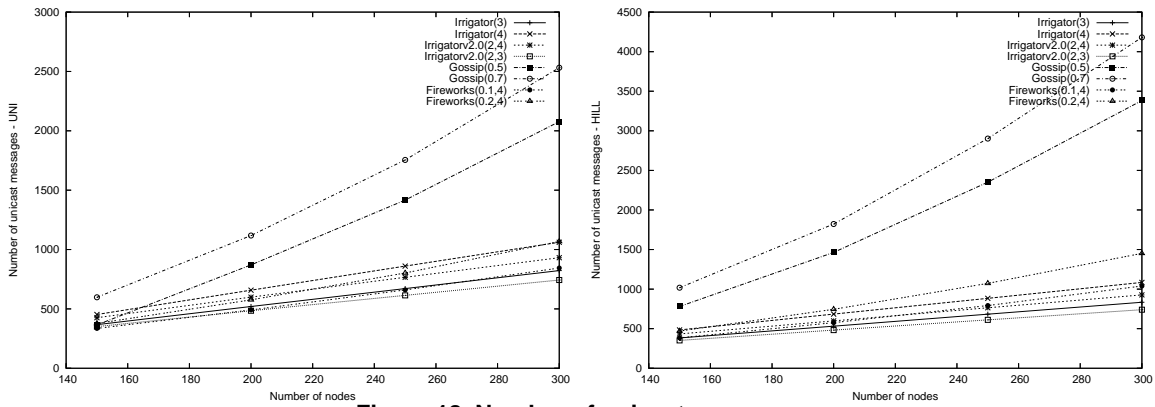 3000
2500
2000
1500
1000
500
0
140 160 180 200 220 240 260 280 300
Number of nodes
Number of unicast messages - UNI
Irrigator(3)
Irrigator(4)
Irrigatorv2.0(2,4)
Irrigatorv2.0(2,3)
Gossip(0.5)
Gossip(0.7)
Fireworks(0.1,4)
Fireworks(0.2,4)
4500
4000
3500
3000
2500
2000
1500
1000
500
0
140 160 180 200 220 240 260 280 300
Number of nodes
Number of unicast messages - HILL
Irrigator(3)
Irrigator(4)
Irrigatorv2.0(2,4)
Irrigatorv2.0(2,3)
Gossip(0.5)
Gossip(0.7)
Fireworks(0.1,4)
Fireworks(0.2,4)